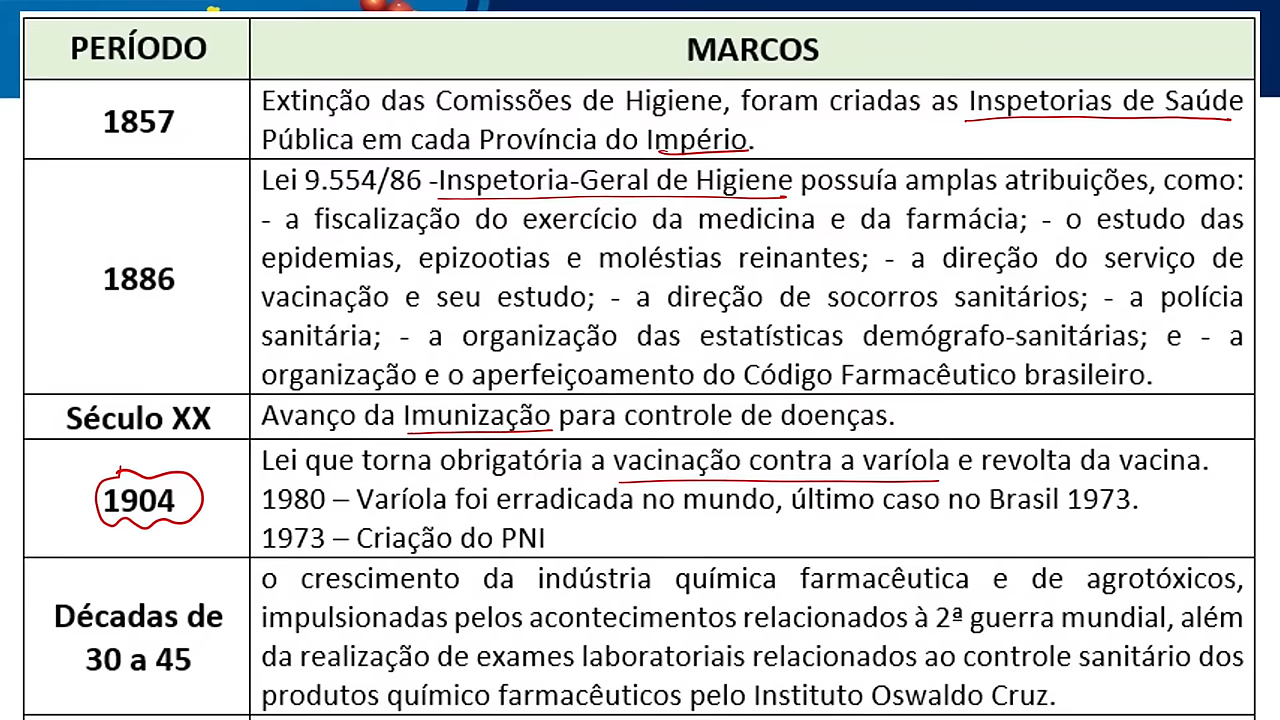 PERÍODO
MARCOS
1857
Extinção das Comissões de Higiene, foram criadas as Inspetorias de Saúde
Pública em cada Província do Império.
1886
Lei 9.554/86 -Inspetoria-Geral de Higiene possuía amplas atribuições, como:
- a fiscalização do exercício da medicina e da farmácia; - o estudo das
epidemias, epizootias e moléstias reinantes; - a direção do serviço de
vacinação e seu estudo; - a direção de socorros sanitários; - a polícia
sanitária; - a organização das estatísticas demógrafo-sanitárias; e - a
organização e o aperfeiçoamento do Código Farmacêutico brasileiro.
Século XX
Avanço da Imunização para controle de doenças.
1904
Lei que torna obrigatória a vacinação contra a varíola e revolta da vacina.
1980 – Varíola foi erradicada no mundo, último caso no Brasil 1973.
1973 – Criação do PNI
Décadas de
30 a 45
o crescimento da indústria química farmacêutica e de agrotóxicos,
impulsionadas pelos acontecimentos relacionados à 2ª guerra mundial, além
da realização de exames laboratoriais relacionados ao controle sanitário dos
produtos químico farmacêuticos pelo Instituto Oswaldo Cruz.